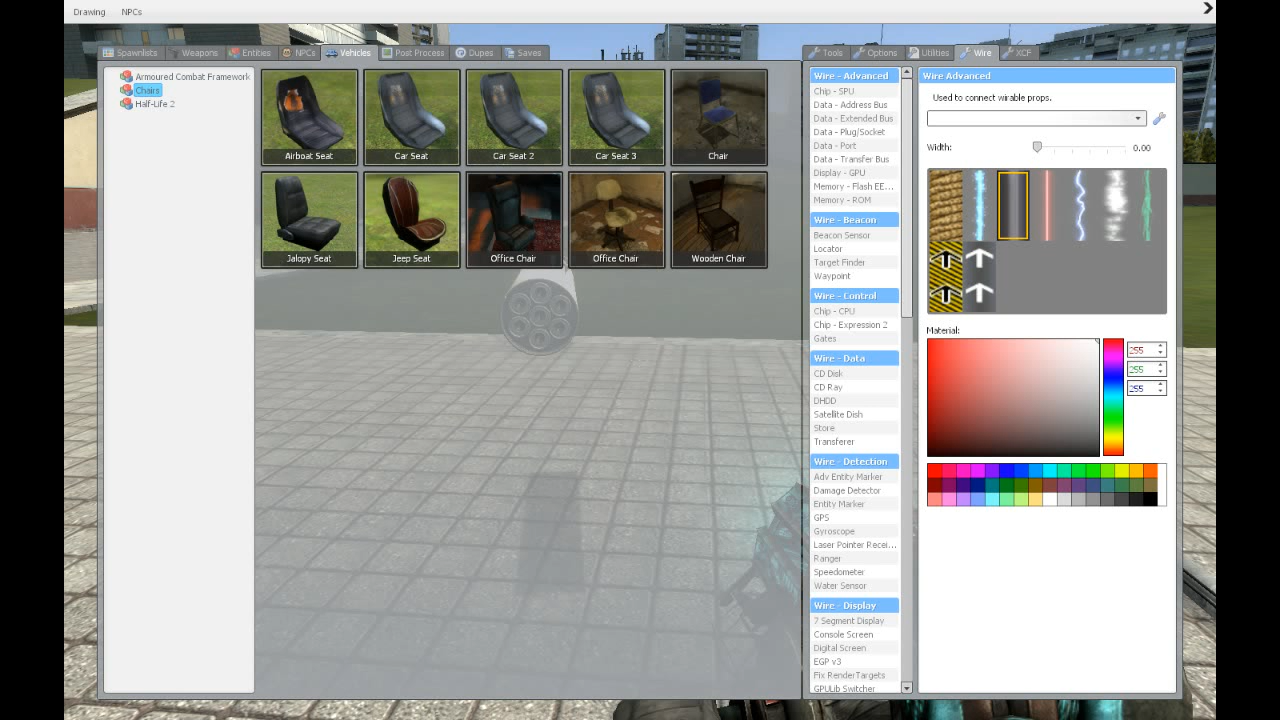 Drawing NPCs
Spawnlists Weapons Entities NPCs Vehicles Post Process Dupes Saves
Armoured Combat Framework
Chairs
Half-Life 2
Airboat Seat Car Seat Car Seat 2 Car Seat 3 Chair
Jalopy Seat Jeep Seat Office Chair Office Chair Wooden Chair
Tools Options Utilities Wire XCF
Wire - Advanced
Chip - SPU
Data - Address Bus
Data - Extended Bus
Data - Plug/Socket
Data - Port
Data - Transfer Bus
Display - GPU
Memory - Flash EE...
Memory - ROM
Wire - Beacon
Beacon Sensor
Locator
Target Finder
Waypoint
Wire - Control
Chip - CPU
Chip - Expression 2
Gates
Wire - Data
CD Disk
CD Ray
DHDD
Satellite Dish
Store
Transferer
Wire - Detection
Adv Entity Marker
Damage Detector
Entity Marker
GPS
Gyroscope
Laser Pointer Recei...
Ranger
Speedometer
Water Sensor
Wire - Display
7 Segment Display
Console Screen
Digital Screen
EGP v3
Fix RenderTargets
GPULib Switcher
Wire Advanced
Used to connect wirable props.
Width: 0.00
Material:
255
255
255